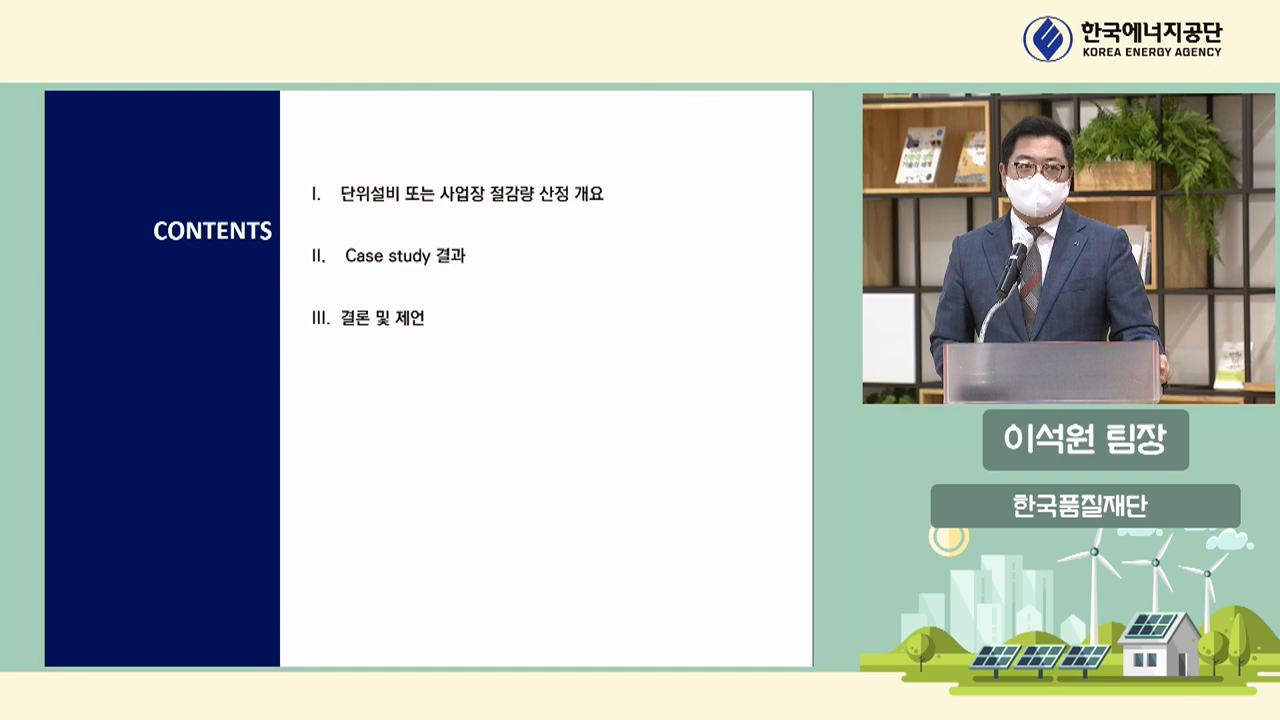 한국에너지공단
KOREA ENERGY AGENCY
CONTENTS
I. 단위설비 또는 사업장 절감량 산정 개요
II. Case study 결과
III. 결론 및 제언
이석원 팀장
한국품질재단